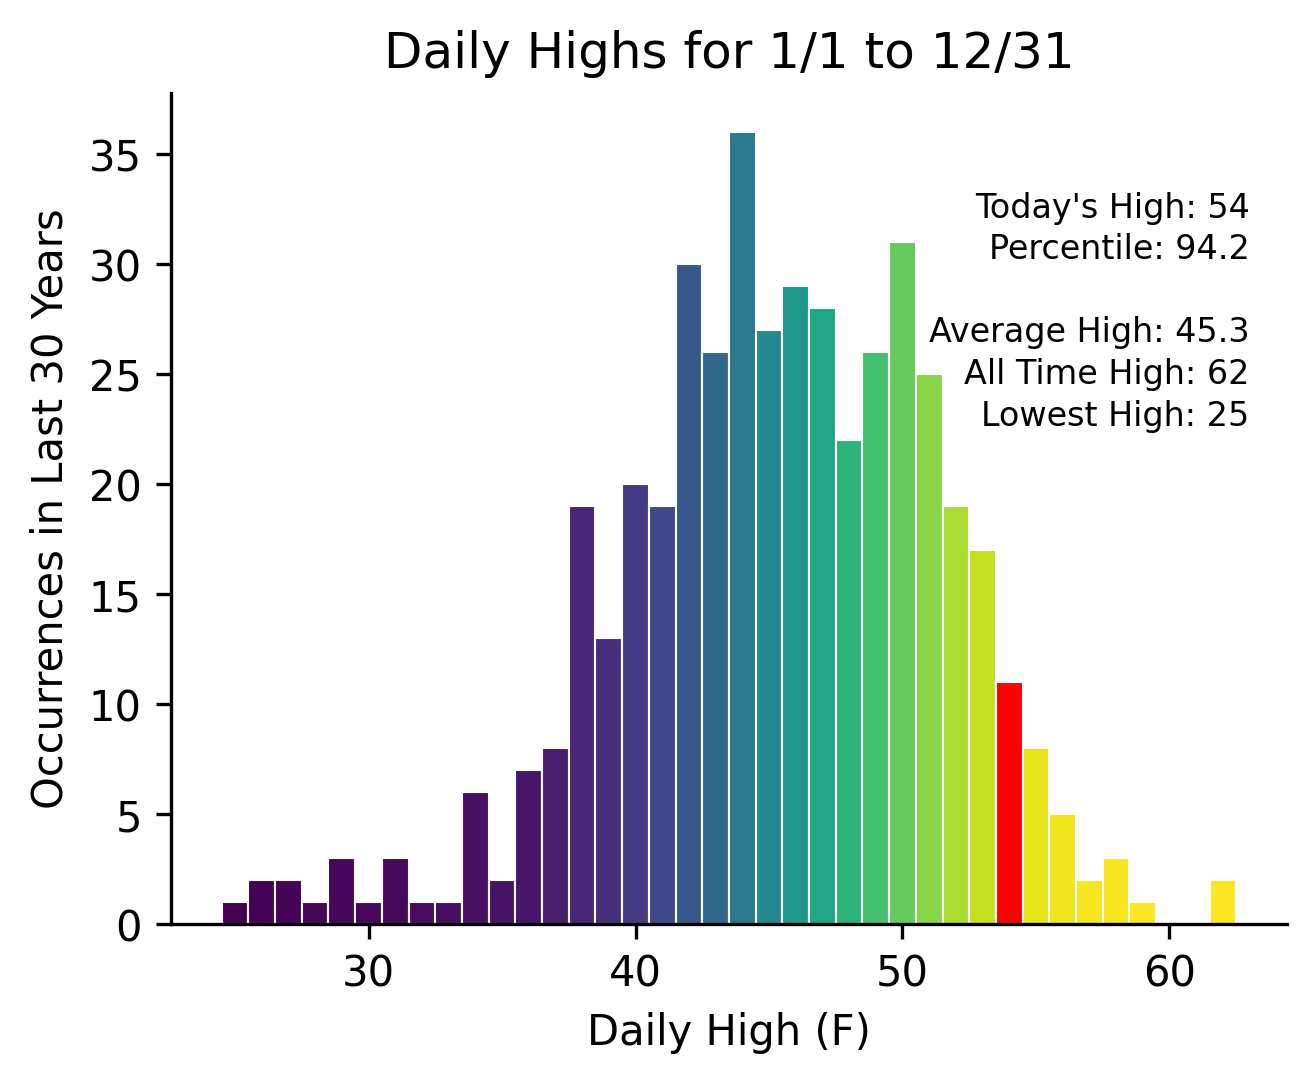 Daily Highs for 1/1 to 12/31
35
30
25
20
15
10
5
0
Occurrences in Last 30 Years
Today's High: 54
Percentile: 94.2
Average High: 45.3
All Time High: 62
Lowest High: 25
30 40 50 60
Daily High (F)